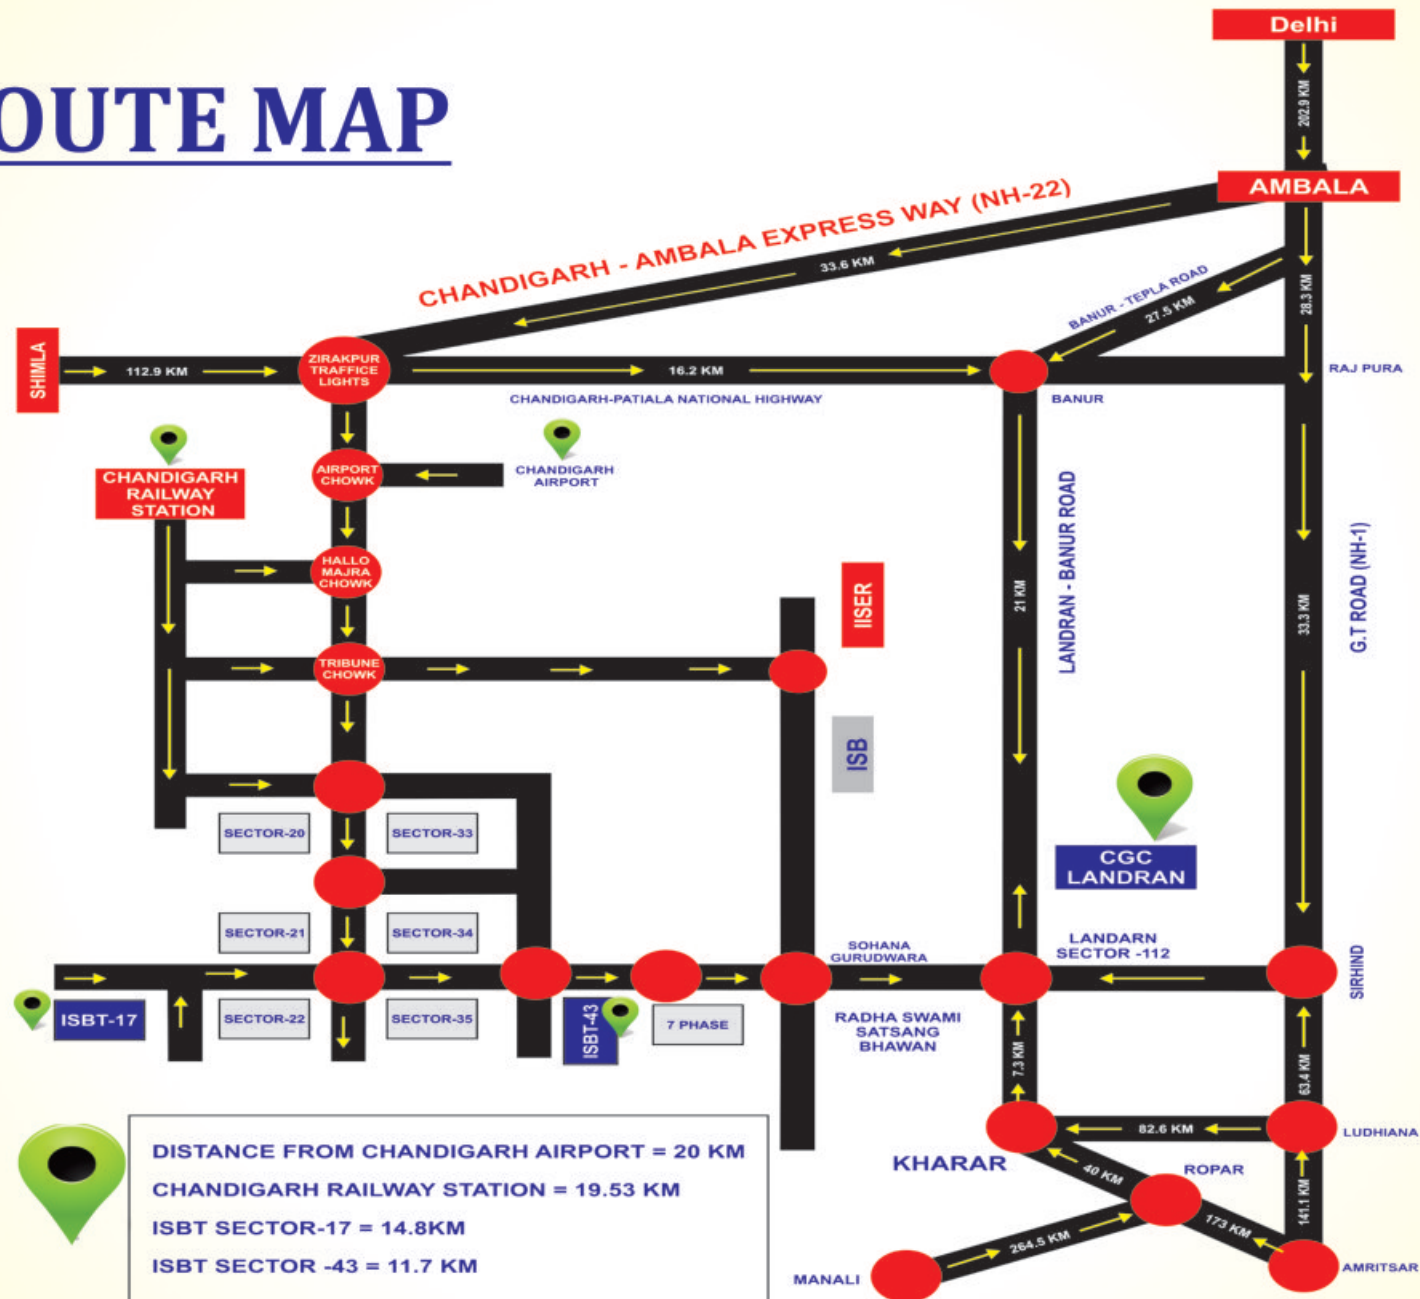 OUTE MAP
Delhi
202.9 KM
AMBALA
CHANDIGARH - AMBALA EXPRESS WAY (NH-22)
33.6 KM
BANUR - TEPLA ROAD
27.5 KM
28.3 KM
SHIMLA
112.9 KM
ZIRAKPUR
TRAFFICE
LIGHTS
16.2 KM
RAJ PURA
CHANDIGARH-PATIALA NATIONAL HIGHWAY
BANUR
CHANDIGARH
RAILWAY
STATION
AIRPORT
CHOWK
CHANDIGARH
AIRPORT
HALLO
MAJRA
CHOWK
IISER
21 KM
LANDRAN - BANUR ROAD
33.3 KM
G.T ROAD (NH-1)
TRIBUNE
CHOWK
ISB
SECTOR-20
SECTOR-33
CGC
LANDRAN
SECTOR-21
SECTOR-34
SOHANA
GURUDWARA
LANDARN
SECTOR -112
SIRHIND
ISBT-17
SECTOR-22
SECTOR-35
ISBT-43
7 PHASE
RADHA SWAMI
SATSANG
BHAWAN
7.3 KM
63.4 KM
82.6 KM
LUDHIANA
KHARAR
40 KM
ROPAR
141.1 KM
173 KM
264.5 KM
MANALI
AMRITSAR
DISTANCE FROM CHANDIGARH AIRPORT = 20 KM
CHANDIGARH RAILWAY STATION = 19.53 KM
ISBT SECTOR-17 = 14.8KM
ISBT SECTOR -43 = 11.7 KM